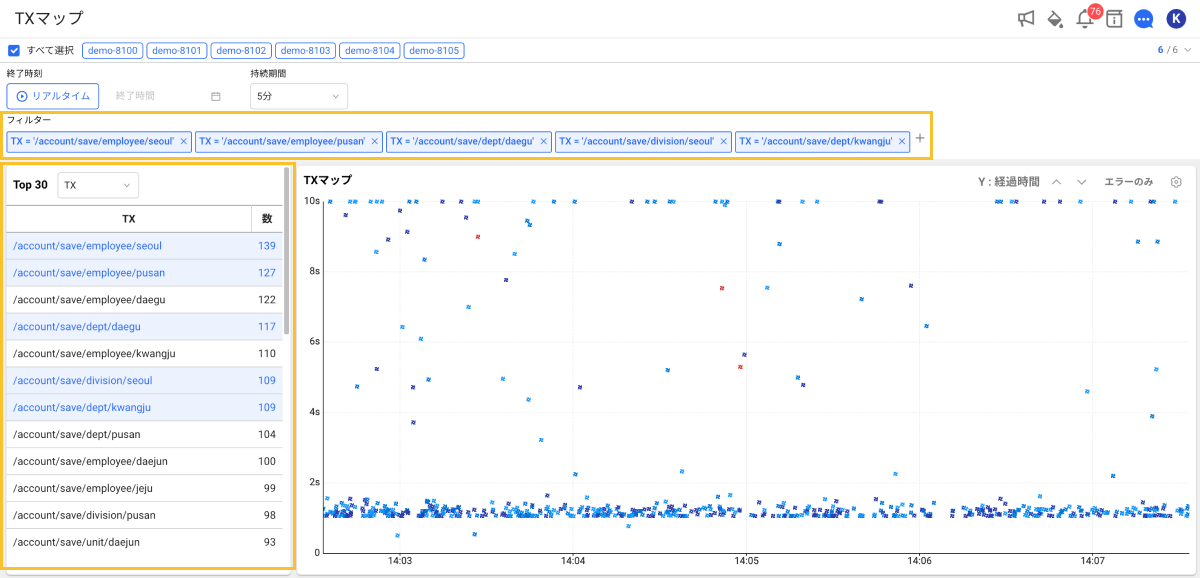 TXマップ
76
K
すべて選択 demo-8100 demo-8101 demo-8102 demo-8103 demo-8104 demo-8105 6 / 6
終了時刻 持続期間
リアルタイム 終了時間 5分
フィルター
TX = '/account/save/employee/seoul' × TX = '/account/save/employee/pusan' × TX = '/account/save/dept/daegu' × TX = '/account/save/division/seoul' × TX = '/account/save/dept/kwangju' × +
Top 30 TX
TX 数
/account/save/employee/seoul 139
/account/save/employee/pusan 127
/account/save/employee/daegu 122
/account/save/dept/daegu 117
/account/save/employee/kwangju 110
/account/save/division/seoul 109
/account/save/dept/kwangju 109
/account/save/dept/pusan 104
/account/save/employee/daejun 100
/account/save/employee/jeju 99
/account/save/division/pusan 98
/account/save/unit/daejun 93
TXマップ Y : 経過時間 エラーのみ
10s
8s
6s
4s
2s
0
14:03 14:04 14:05 14:06 14:07